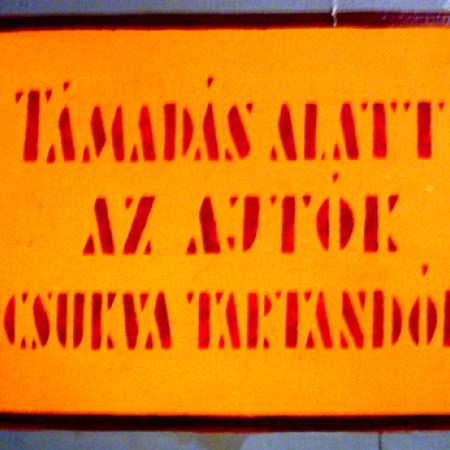 TÁMADÁS ALATT
AZ AJTÓK
CSUKVA TARTANDÓK